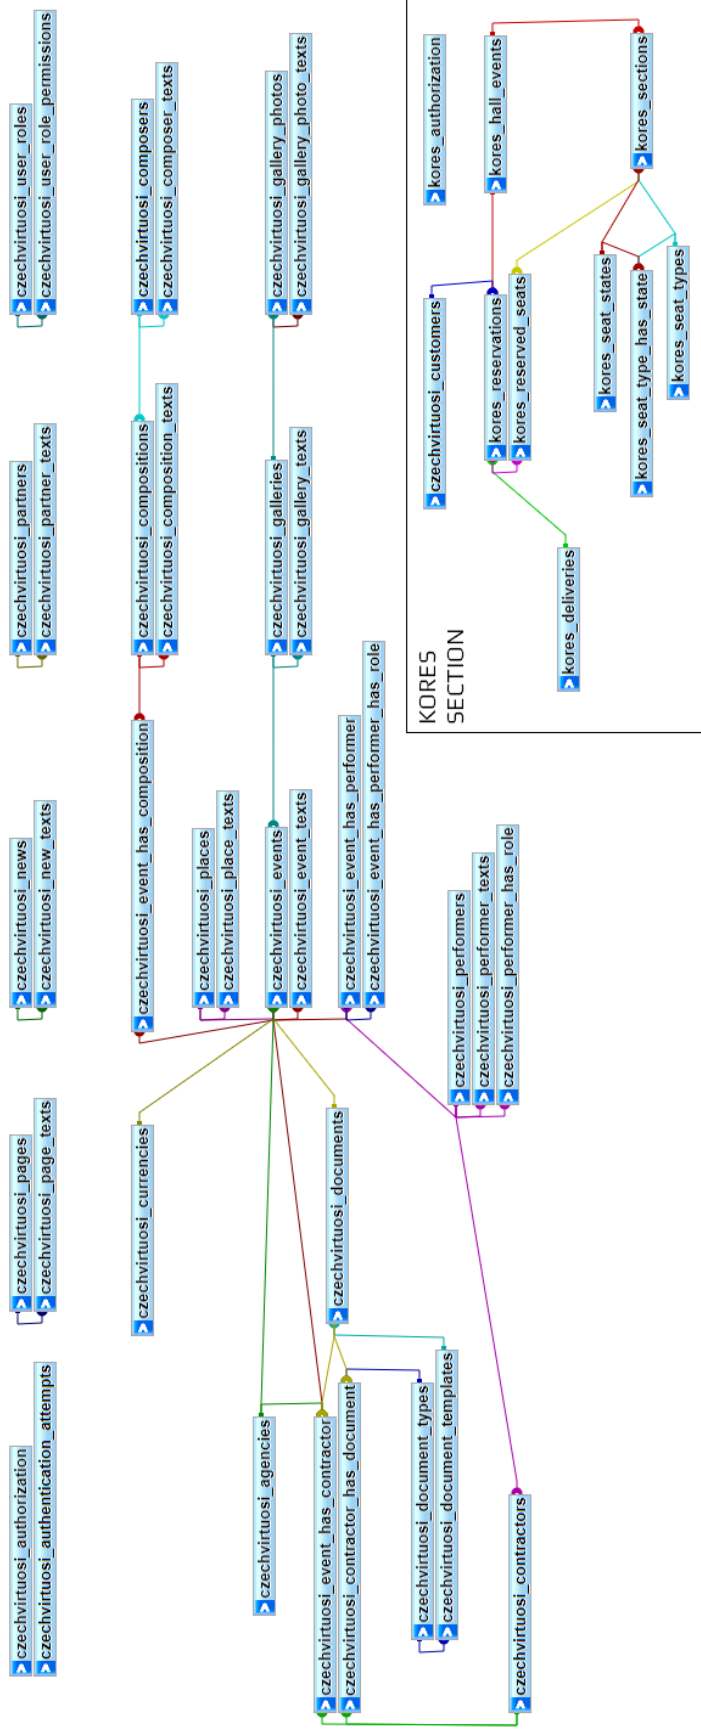 czechvirtuosi_authorization
czechvirtuosi_authentication_attempts
czechvirtuosi_pages
czechvirtuosi_page_texts
czechvirtuosi_news
czechvirtuosi_new_texts
czechvirtuosi_partners
czechvirtuosi_partner_texts
czechvirtuosi_user_roles
czechvirtuosi_user_role_permissions
czechvirtuosi_currencies
czechvirtuosi_event_has_composition
czechvirtuosi_compositions
czechvirtuosi_composition_texts
czechvirtuosi_composers
czechvirtuosi_composer_texts
czechvirtuosi_places
czechvirtuosi_place_texts
czechvirtuosi_agencies
czechvirtuosi_events
czechvirtuosi_event_texts
czechvirtuosi_galleries
czechvirtuosi_gallery_texts
czechvirtuosi_gallery_photos
czechvirtuosi_gallery_photo_texts
czechvirtuosi_event_has_contractor
czechvirtuosi_contractor_has_document
czechvirtuosi_documents
czechvirtuosi_event_has_performer
czechvirtuosi_event_has_performer_has_role
czechvirtuosi_document_types
czechvirtuosi_document_templates
czechvirtuosi_performers
czechvirtuosi_performer_texts
czechvirtuosi_performer_has_role
czechvirtuosi_contractors
KORES
SECTION
czechvirtuosi_customers
kores_authorization
kores_reservations
kores_reserved_seats
kores_hall_events
kores_deliveries
kores_seat_states
kores_seat_type_has_state
kores_seat_types
kores_sections